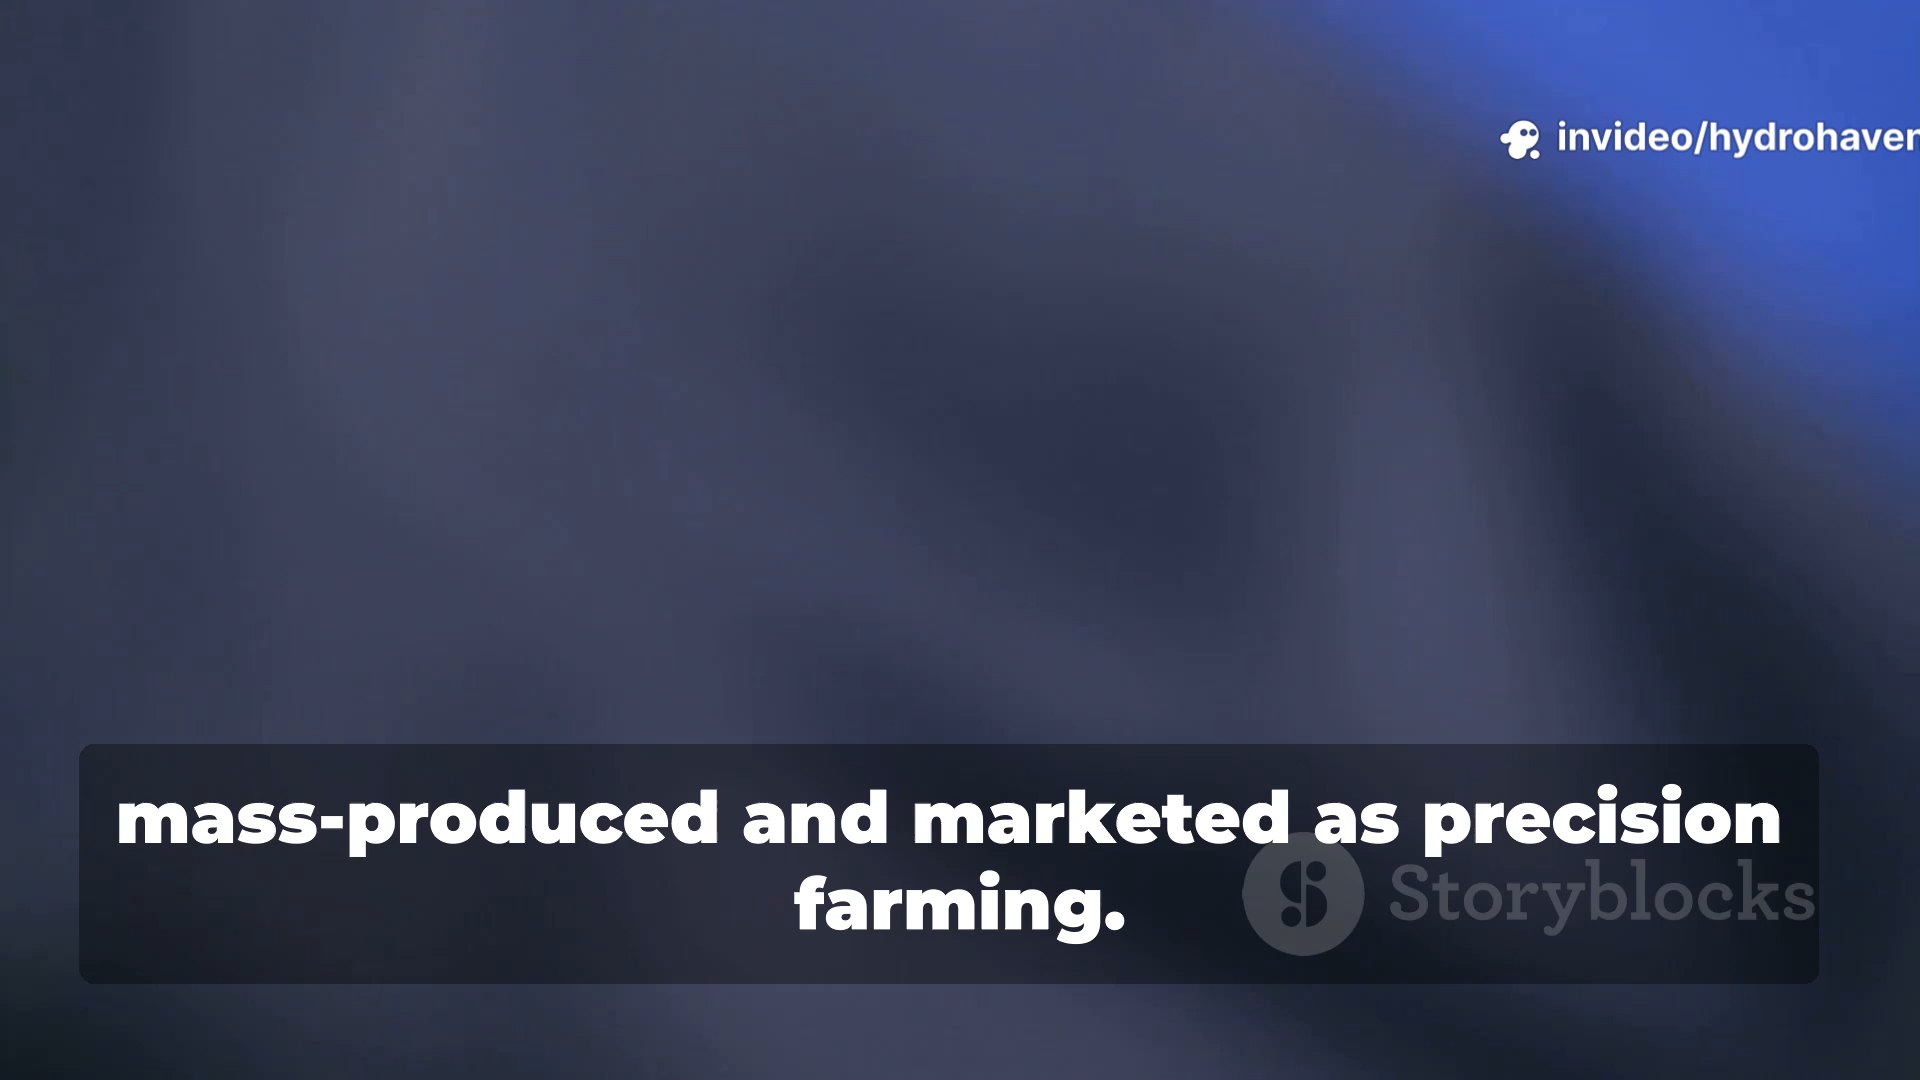 invideo/hydrohaven
mass-produced and marketed as precision
farming.
Storyblocks